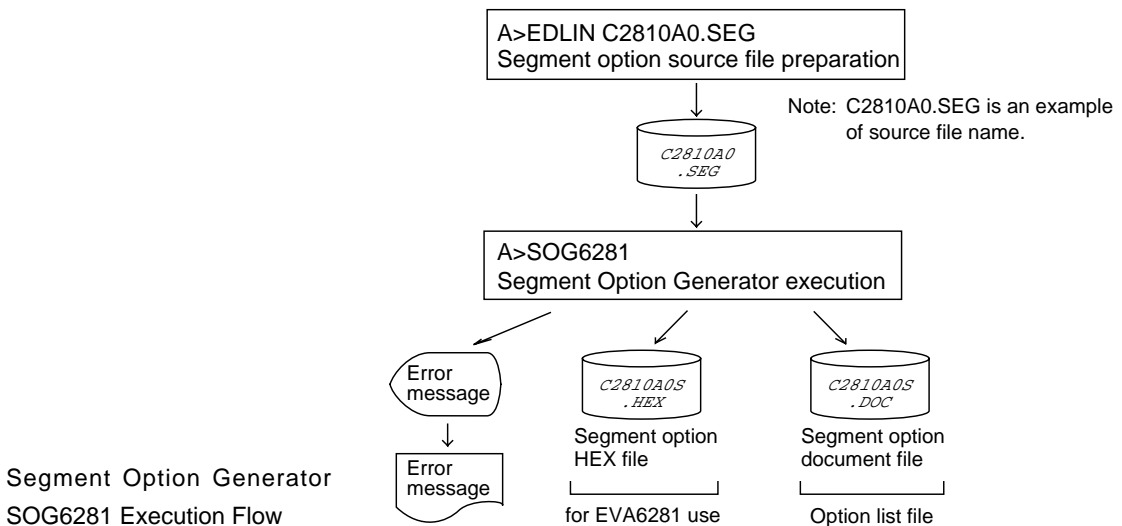 A>EDLIN C2810A0.SEG
Segment option source file preparation
Note: C2810A0.SEG is an example
of source file name.
C2810A0
.SEG
A>SOG6281
Segment Option Generator execution
Error
message
C2810A0S
.HEX
C2810A0S
.DOC
Segment option
HEX file
Segment option
document file
Error
message
for EVA6281 use
Option list file
Segment Option Generator
SOG6281 Execution Flow